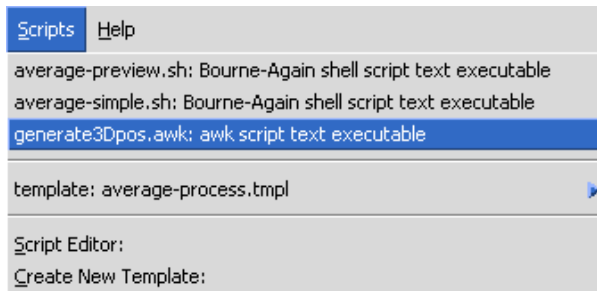 Scripts Help
average-preview.sh: Bourne-Again shell script text executable
average-simple.sh: Bourne-Again shell script text executable
generate3Dpos.awk: awk script text executable
template: average-process.tmpl
Script Editor:
Create New Template: